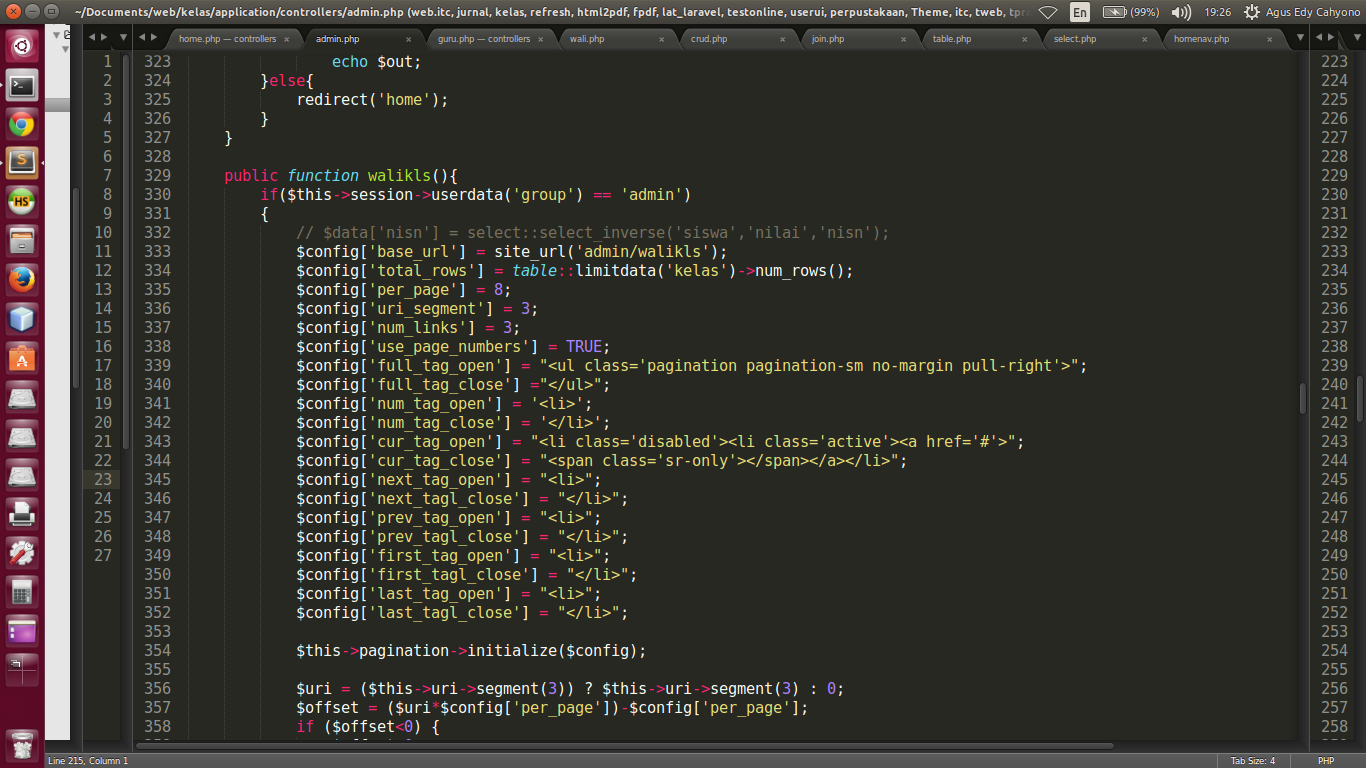 ~/Documents/web/kelas/application/controllers/admin.php (web.itc, jurnal, kelas, refresh, html2pdf, fpdf, lat_laravel, test.online, userui, perpustakaan, Theme, itc, tweb,
En (99%) 19:26 Agus Edy Cahyono
home.php — controllers × admin.php × guru.php — controllers × wali.php × crud.php × join.php × table.php × select.php × homenav.php ×
1 323 echo $out; 223
2 324 }else{ 224
3 325 redirect('home'); 225
4 326 } 226
5 327 } 227
6 328 228
7 329 public function walikls(){ 229
8 330 if($this->session->userdata('group') == 'admin') 230
9 331 { 231
10 332 // $data['nisn'] = select::select_inverse('siswa','nilai','nisn'); 232
11 333 $config['base_url'] = site_url('admin/walikls'); 233
12 334 $config['total_rows'] = table::limitdata('kelas')->num_rows(); 234
13 335 $config['per_page'] = 8; 235
14 336 $config['uri_segment'] = 3; 236
15 337 $config['num_links'] = 3; 237
16 338 $config['use_page_numbers'] = TRUE; 238
17 339 $config['full_tag_open'] = "<ul class='pagination pagination-sm no-margin pull-right'>"; 239
18 340 $config['full_tag_close'] ="</ul>"; 240
19 341 $config['num_tag_open'] = '<li>'; 241
20 342 $config['num_tag_close'] = '</li>'; 242
21 343 $config['cur_tag_open'] = "<li class='disabled'><li class='active'><a href='#'>"; 243
22 344 $config['cur_tag_close'] = "<span class='sr-only'></span></a></li>"; 244
23 345 $config['next_tag_open'] = "<li>"; 245
24 346 $config['next_tagl_close'] = "</li>"; 246
25 347 $config['prev_tag_open'] = "<li>"; 247
26 348 $config['prev_tagl_close'] = "</li>"; 248
27 349 $config['first_tag_open'] = "<li>"; 249
350 $config['first_tagl_close'] = "</li>"; 250
351 $config['last_tag_open'] = "<li>"; 251
352 $config['last_tagl_close'] = "</li>"; 252
353 253
354 $this->pagination->initialize($config); 254
355 255
356 $uri = ($this->uri->segment(3)) ? $this->uri->segment(3) : 0; 256
357 $offset = ($uri*$config['per_page'])-$config['per_page']; 257
358 if ($offset<0) { 258
Line 215, Column 1 Tab Size: 4 PHP